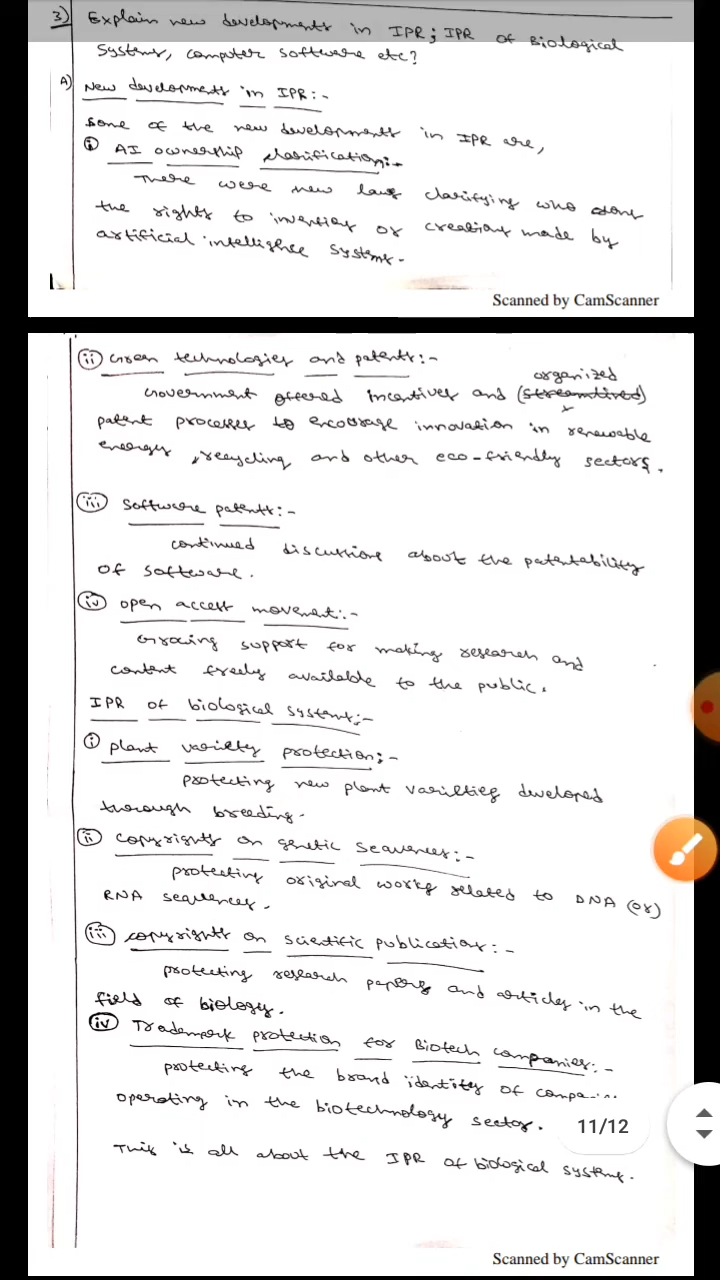 3) Explain new developments in IPR; IPR of Biological
Systems, computer software etc?
A) New developments in IPR:-
Some of the new developments in IPR are,
(i) AI ownership clarification:-
There were new laws clarifying who owns
the rights to inventions or creations made by
artificial intelligence systems.
Scanned by CamScanner
(ii) Green technologies and patents:-
organized
Government offered incentives and (streamlined)
patent processes to encourage innovation in renewable
energy, recycling and other eco-friendly sectors.
(iii) Software patents:-
continued discussions about the patentability
of software.
(iv) open access movement:-
Growing support for making research and
content freely available to the public.
IPR of biological systems:-
(i) plant variety protection:-
protecting new plant varieties developed
through breeding.
(ii) copyrights on genetic sequences:-
protecting original works related to DNA (or)
RNA sequences.
(iii) copyrights on scientific publications:-
protecting research papers and articles in the
field of biology.
(iv) Trademark protection for Biotech companies:-
protecting the brand identity of
operating in the biotechnology sector.
11/12
This is all about the IPR of biological systems.
Scanned by CamScanner